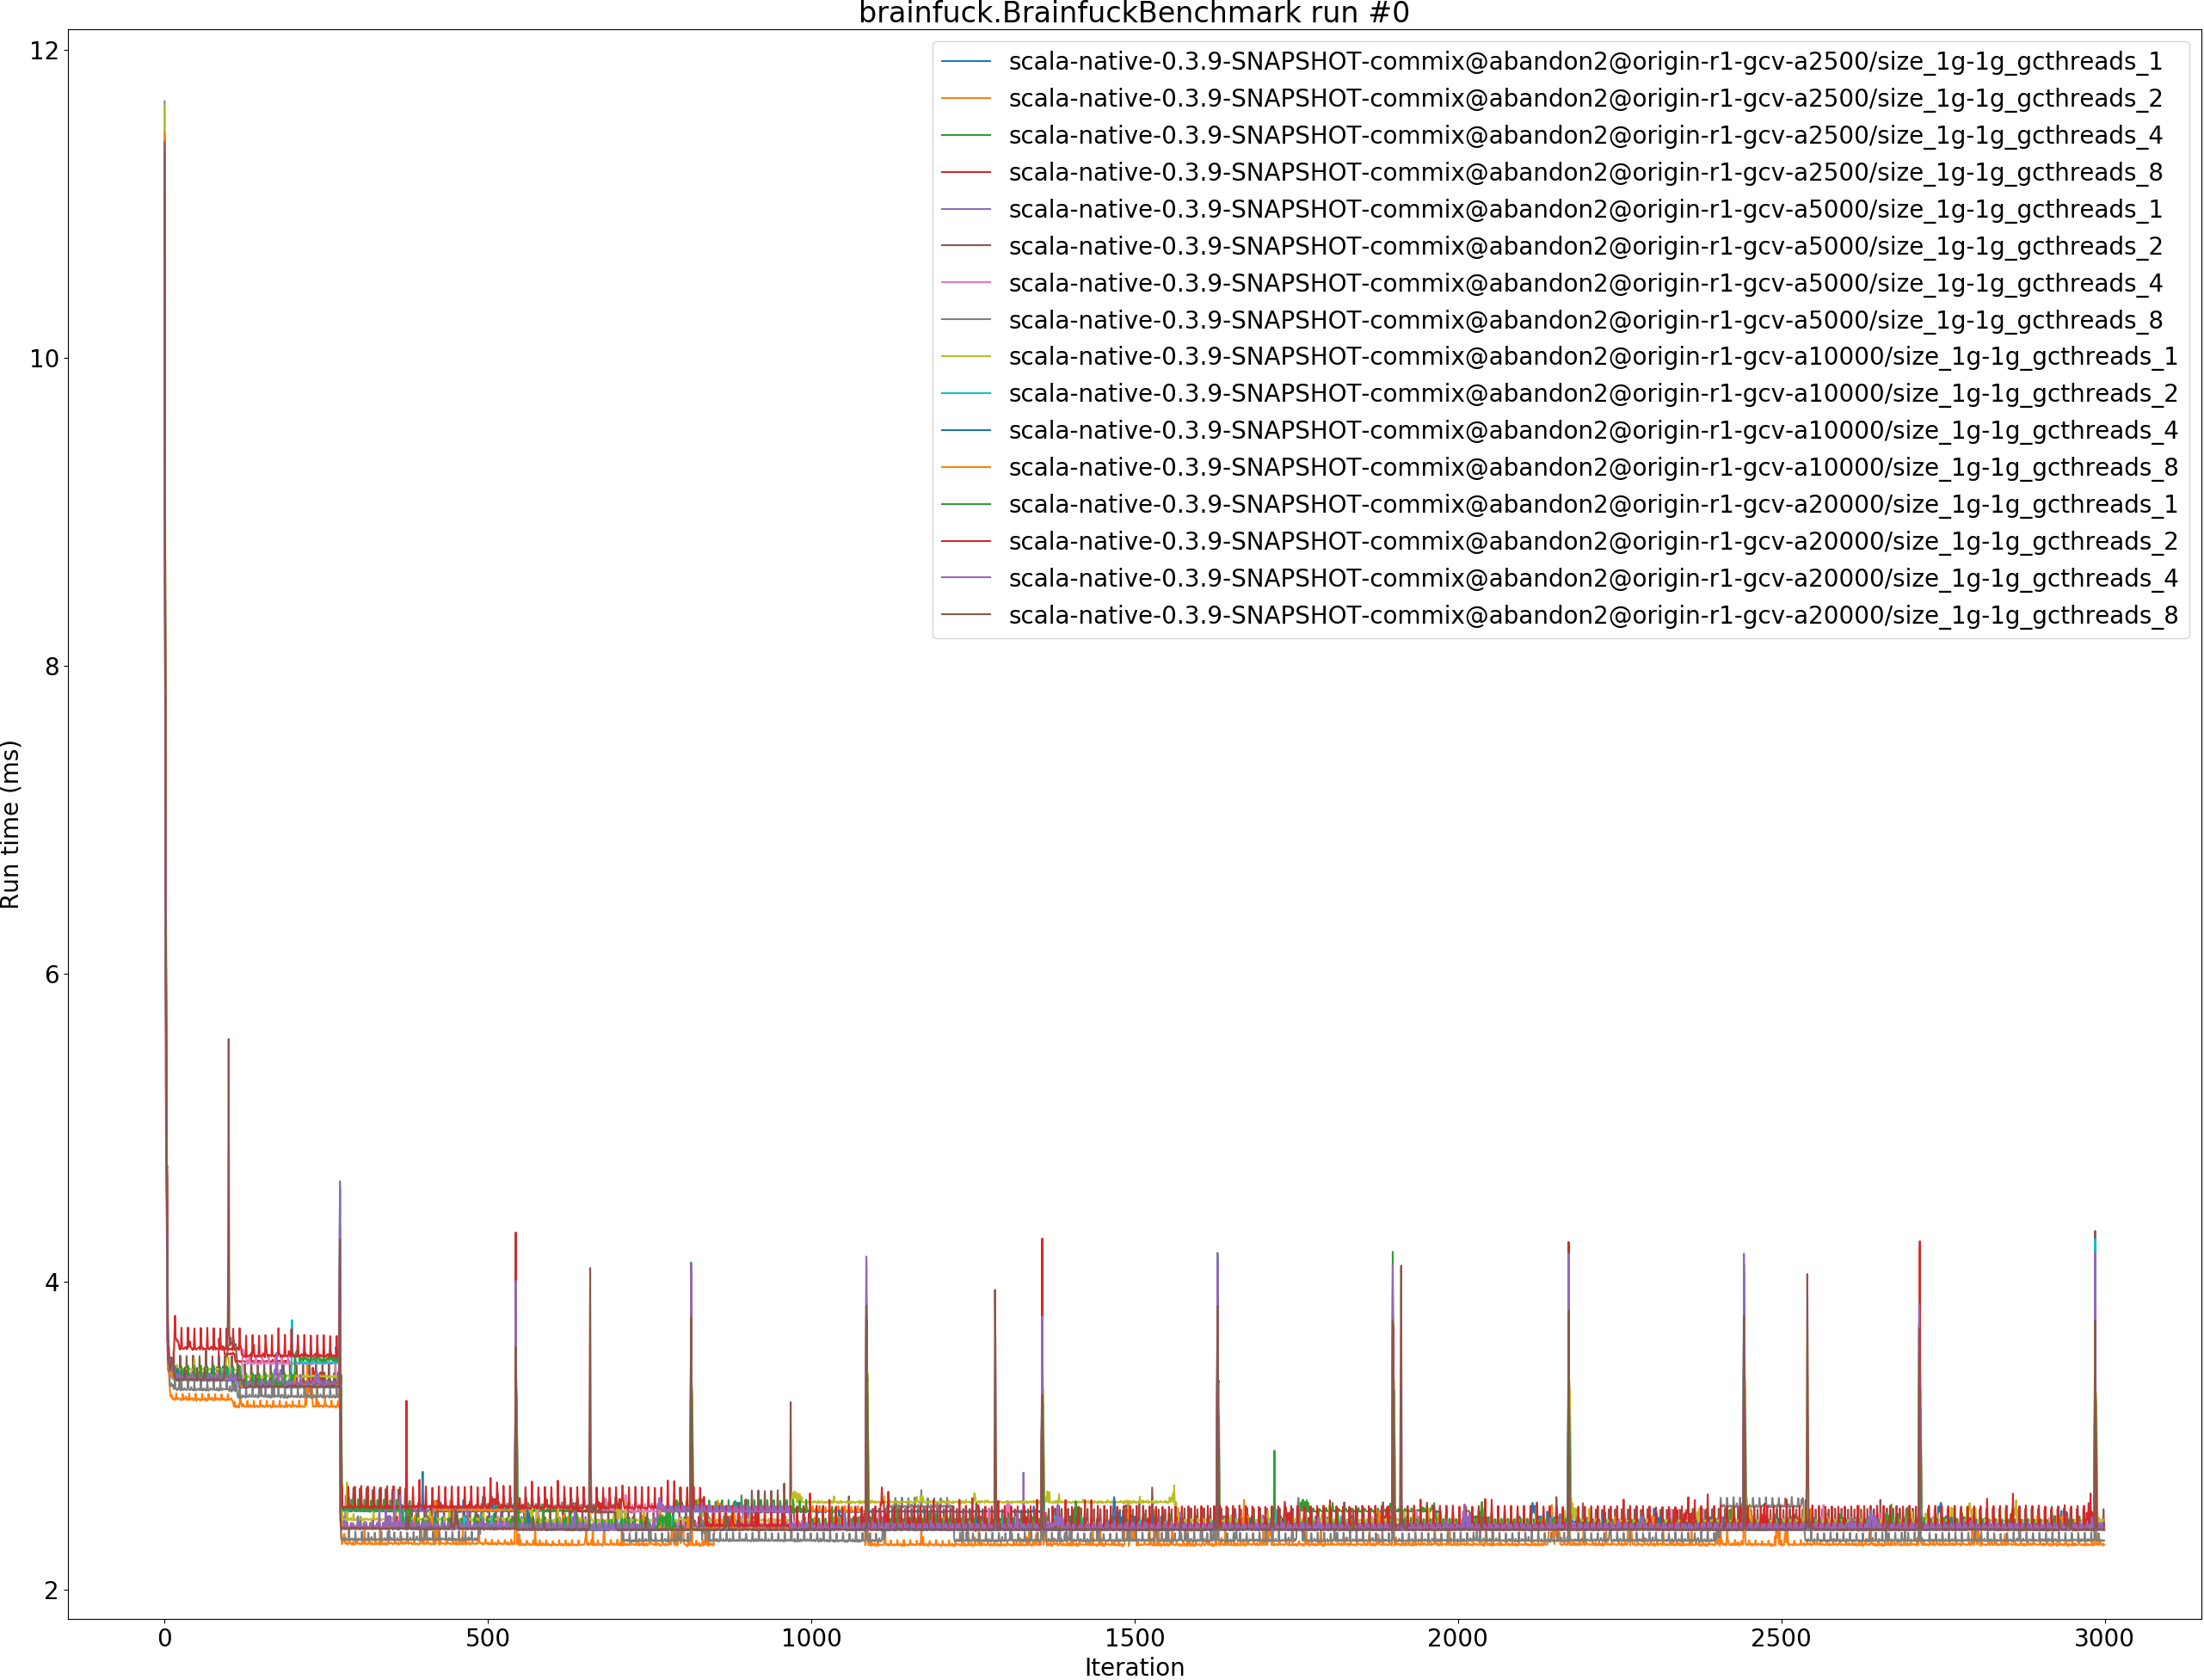 brainfuck.BrainfuckBenchmark run #0
12
10
8
6
4
2
Run time (ms)
scala-native-0.3.9-SNAPSHOT-commix@abandon2@origin-r1-gcv-a2500/size_1g-1g_gcthreads_1
scala-native-0.3.9-SNAPSHOT-commix@abandon2@origin-r1-gcv-a2500/size_1g-1g_gcthreads_2
scala-native-0.3.9-SNAPSHOT-commix@abandon2@origin-r1-gcv-a2500/size_1g-1g_gcthreads_4
scala-native-0.3.9-SNAPSHOT-commix@abandon2@origin-r1-gcv-a2500/size_1g-1g_gcthreads_8
scala-native-0.3.9-SNAPSHOT-commix@abandon2@origin-r1-gcv-a5000/size_1g-1g_gcthreads_1
scala-native-0.3.9-SNAPSHOT-commix@abandon2@origin-r1-gcv-a5000/size_1g-1g_gcthreads_2
scala-native-0.3.9-SNAPSHOT-commix@abandon2@origin-r1-gcv-a5000/size_1g-1g_gcthreads_4
scala-native-0.3.9-SNAPSHOT-commix@abandon2@origin-r1-gcv-a5000/size_1g-1g_gcthreads_8
scala-native-0.3.9-SNAPSHOT-commix@abandon2@origin-r1-gcv-a10000/size_1g-1g_gcthreads_1
scala-native-0.3.9-SNAPSHOT-commix@abandon2@origin-r1-gcv-a10000/size_1g-1g_gcthreads_2
scala-native-0.3.9-SNAPSHOT-commix@abandon2@origin-r1-gcv-a10000/size_1g-1g_gcthreads_4
scala-native-0.3.9-SNAPSHOT-commix@abandon2@origin-r1-gcv-a10000/size_1g-1g_gcthreads_8
scala-native-0.3.9-SNAPSHOT-commix@abandon2@origin-r1-gcv-a20000/size_1g-1g_gcthreads_1
scala-native-0.3.9-SNAPSHOT-commix@abandon2@origin-r1-gcv-a20000/size_1g-1g_gcthreads_2
scala-native-0.3.9-SNAPSHOT-commix@abandon2@origin-r1-gcv-a20000/size_1g-1g_gcthreads_4
scala-native-0.3.9-SNAPSHOT-commix@abandon2@origin-r1-gcv-a20000/size_1g-1g_gcthreads_8
0 500 1000 1500 2000 2500 3000
Iteration